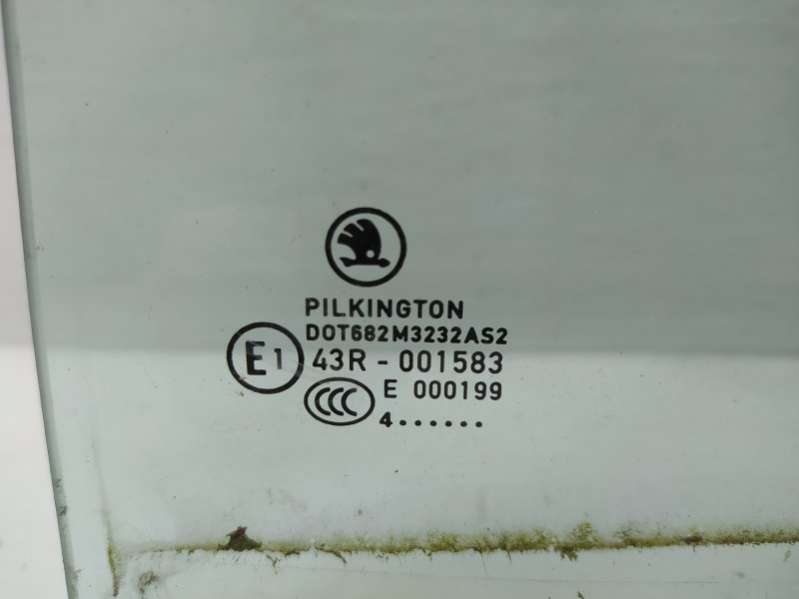 PILKINGTON
DOT682M3232AS2
E1 43R - 001583
CCC E 000199
4......